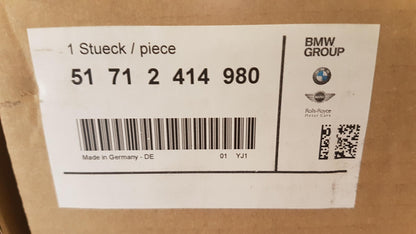 1 Stueck / piece
51 71 2 414 980
Made in Germany - DE 01 YJ1
BMW
GROUP
Rolls-Royce
Motor Cars